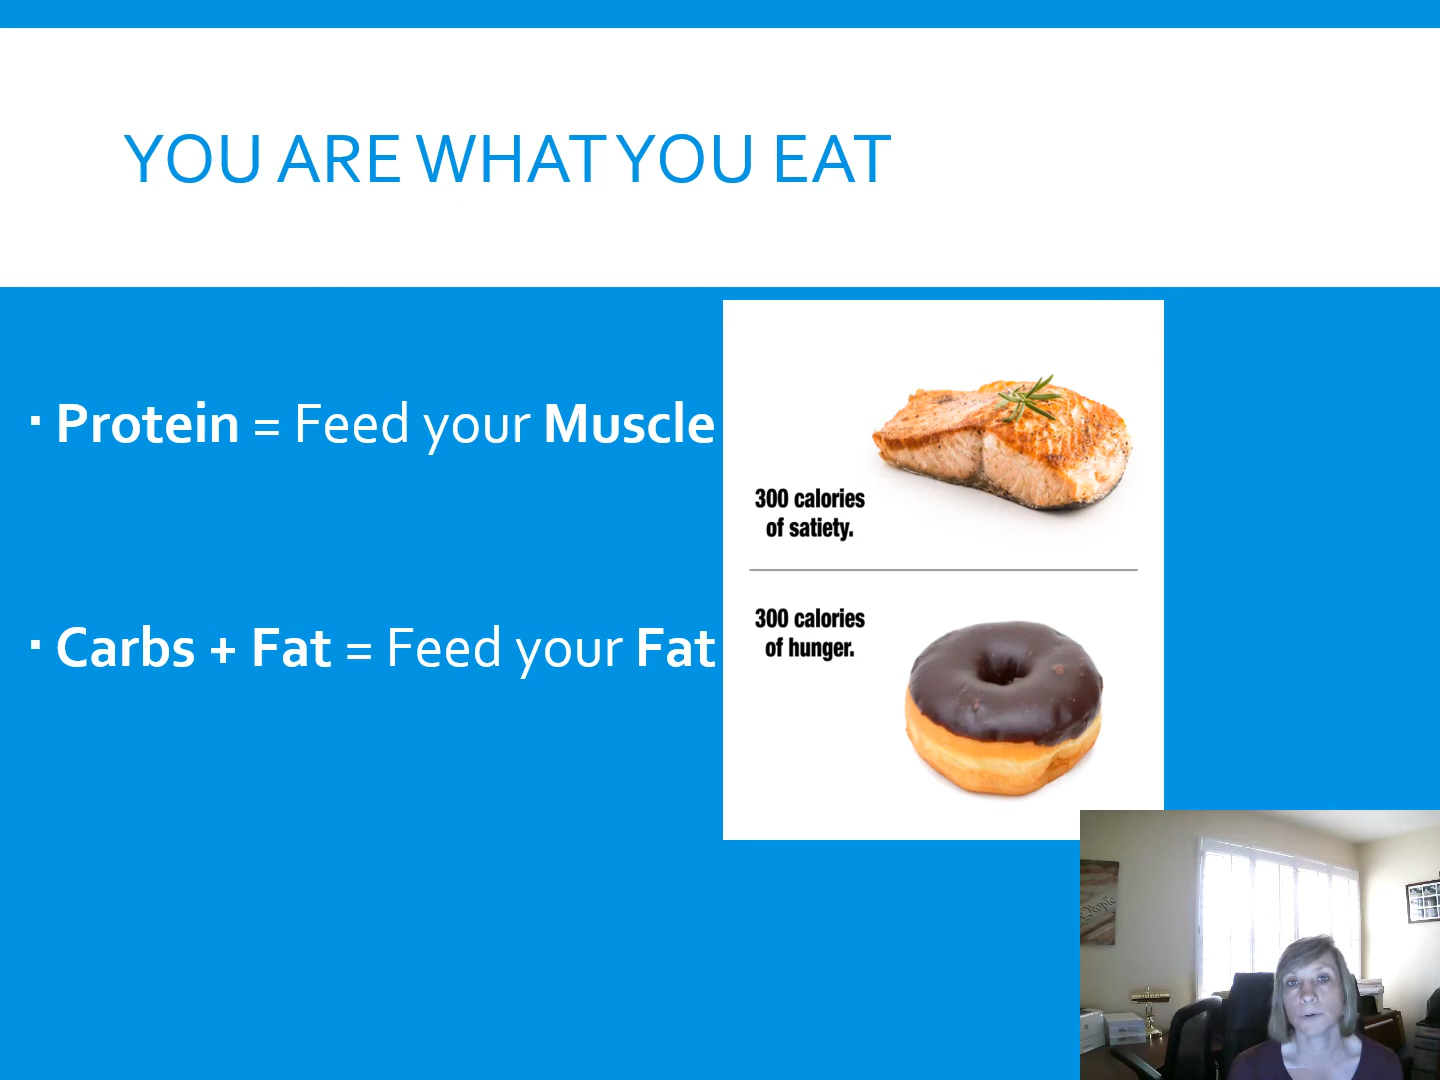 YOU ARE WHAT YOU EAT
▪ Protein = Feed your Muscle
▪ Carbs + Fat = Feed your Fat
300 calories
of satiety.
300 calories
of hunger.
People